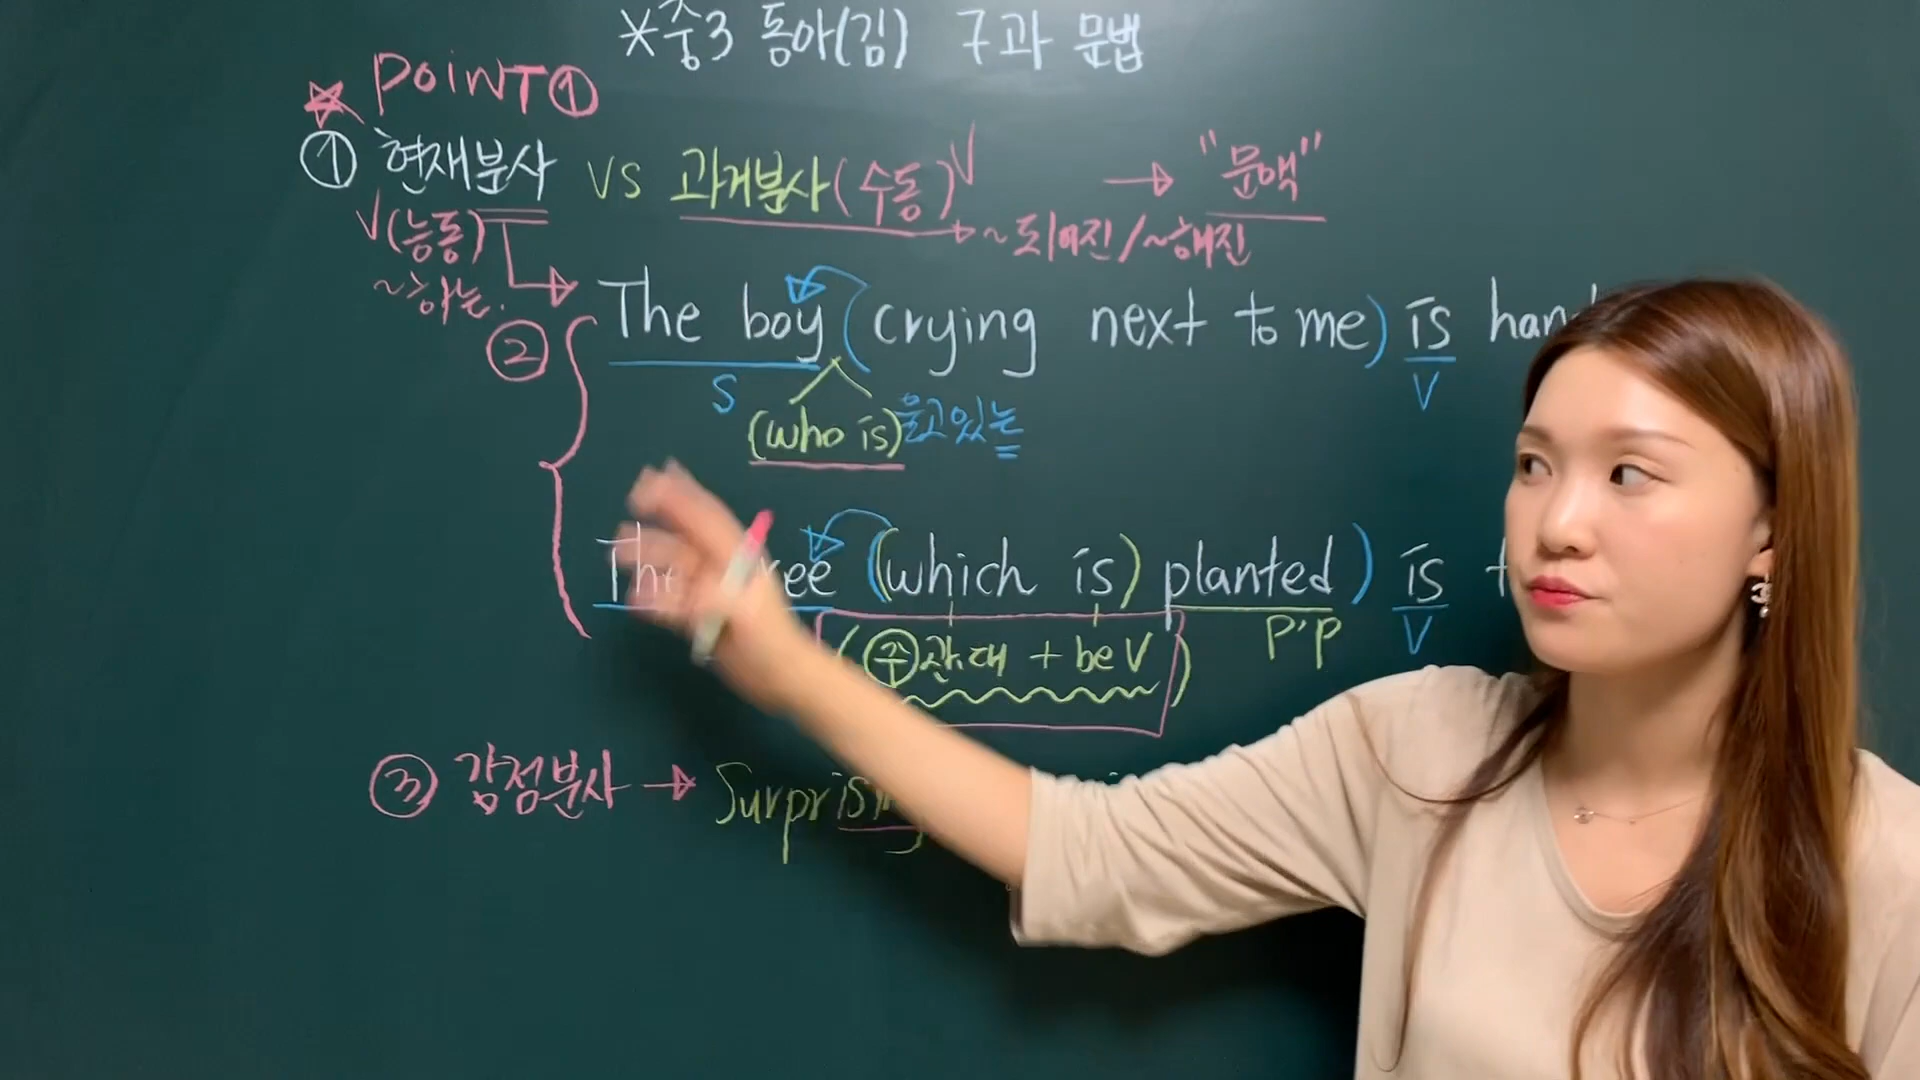 *중3 동아(김) 7과 문법
POINT①
① 현재분사 vs 과거분사(수동)V → "문맥"
V(능동) ~되어진/~해진
~하는.
The boy (crying next to me) is han
②
S V
(who is) 울고있는
(which is) planted) is
(주관.대 + be V) P.P V
③ 감정분사 → Surprising